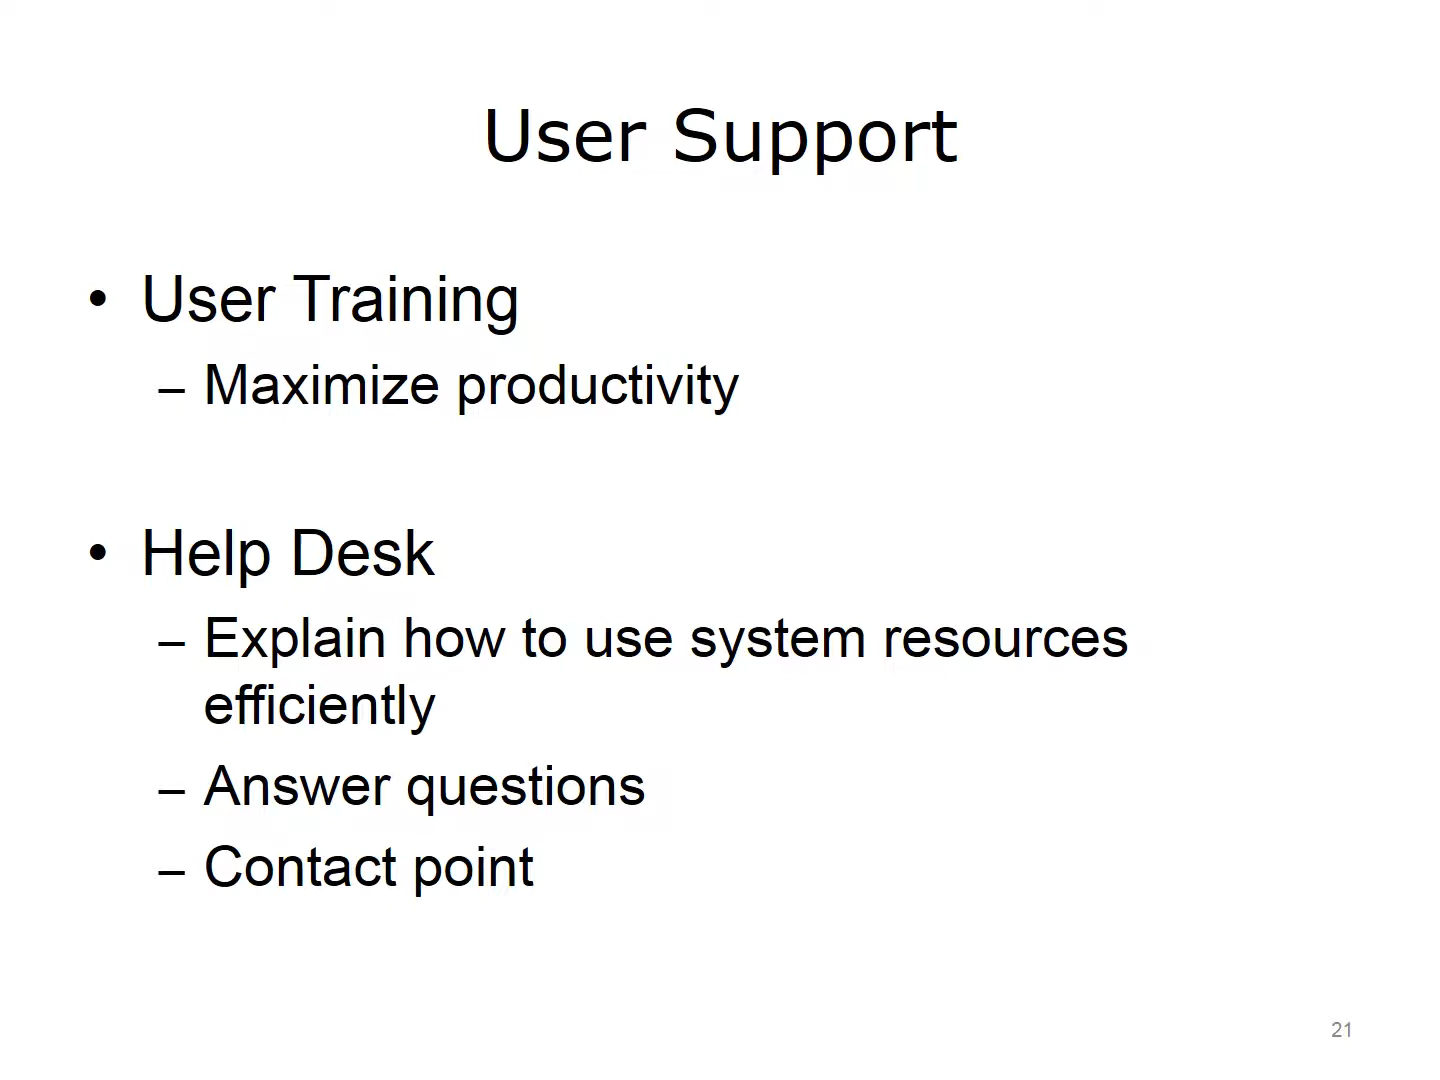 User Support
• User Training
– Maximize productivity
• Help Desk
– Explain how to use system resources
efficiently
– Answer questions
– Contact point
21